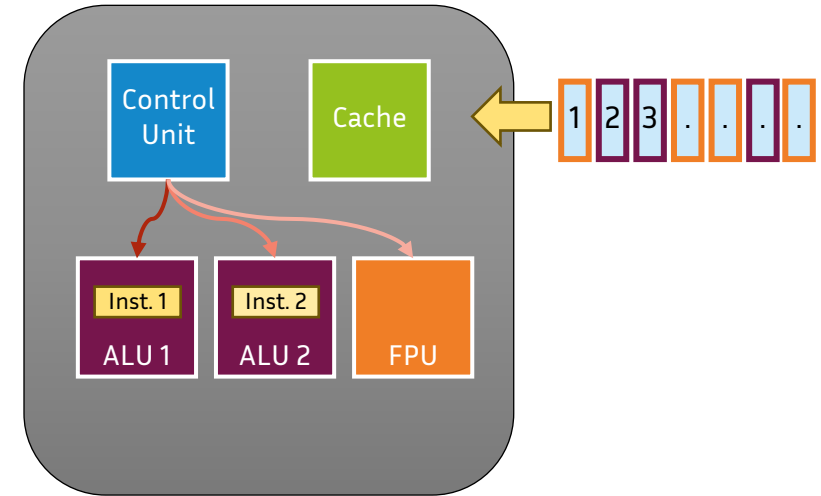 Control
Unit
Cache
1 2 3 . . . .
Inst. 1
Inst. 2
ALU 1
ALU 2
FPU